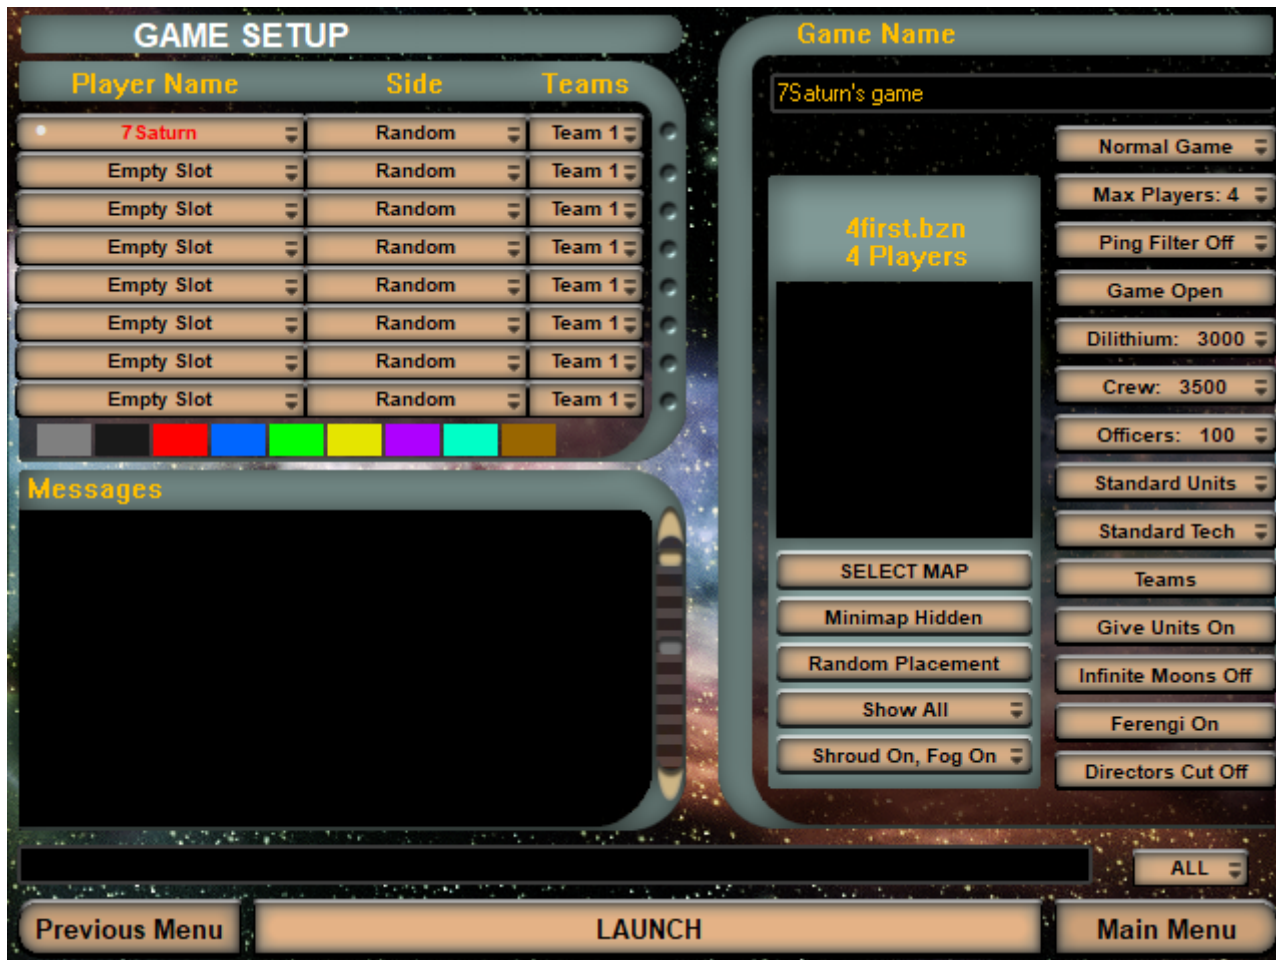 GAME SETUP
Player Name Side Teams
7Saturn Random Team 1
Empty Slot Random Team 1
Empty Slot Random Team 1
Empty Slot Random Team 1
Empty Slot Random Team 1
Empty Slot Random Team 1
Empty Slot Random Team 1
Empty Slot Random Team 1
Messages
Game Name
7Saturn's game
4first.bzn
4 Players
SELECT MAP
Minimap Hidden
Random Placement
Show All
Shroud On, Fog On
Normal Game
Max Players: 4
Ping Filter Off
Game Open
Dilithium: 3000
Crew: 3500
Officers: 100
Standard Units
Standard Tech
Teams
Give Units On
Infinite Moons Off
Ferengi On
Directors Cut Off
ALL
Previous Menu LAUNCH Main Menu